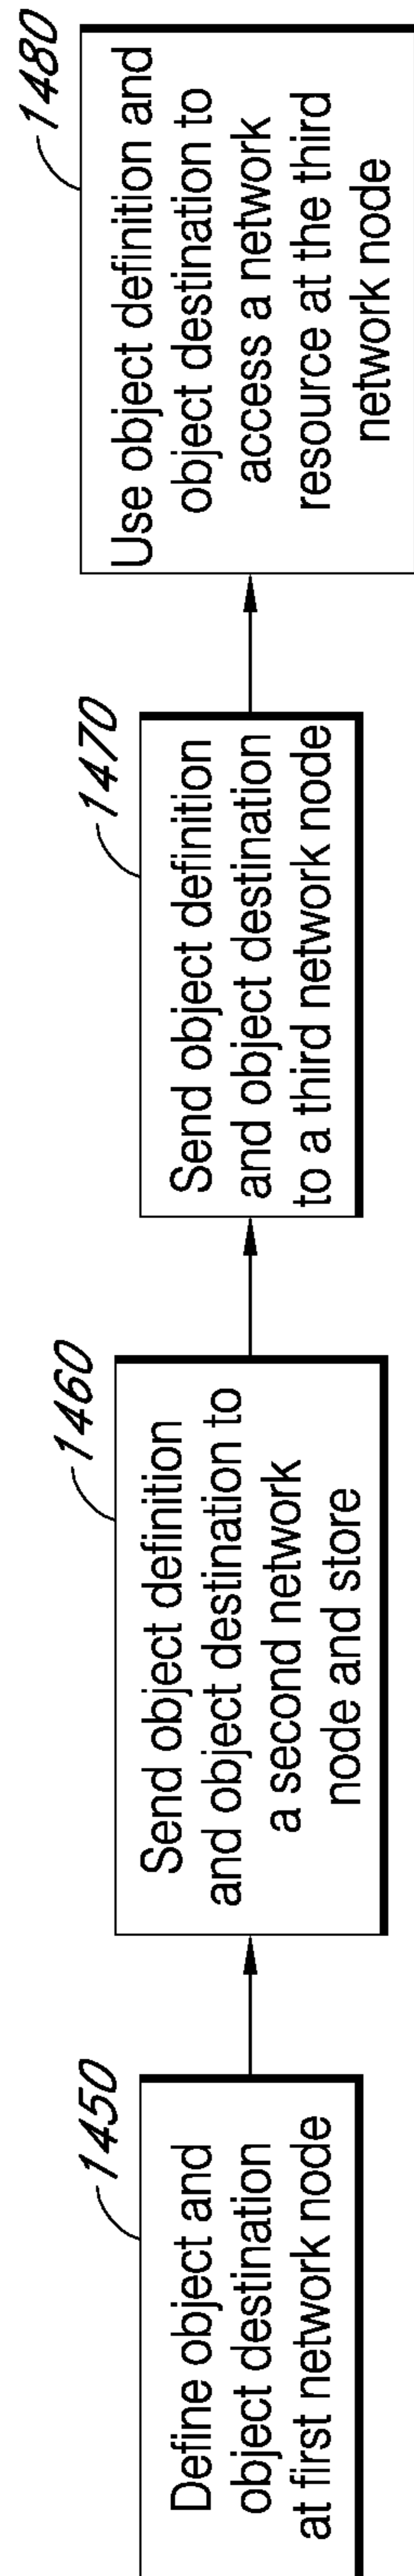 1450
Define object and
object destination
at first network node
1460
Send object definition
and object destination to
a second network
node and store
1470
Send object definition
and object destination
to a third network node
1480
Use object definition and
object destination to
access a network
resource at the third
network node